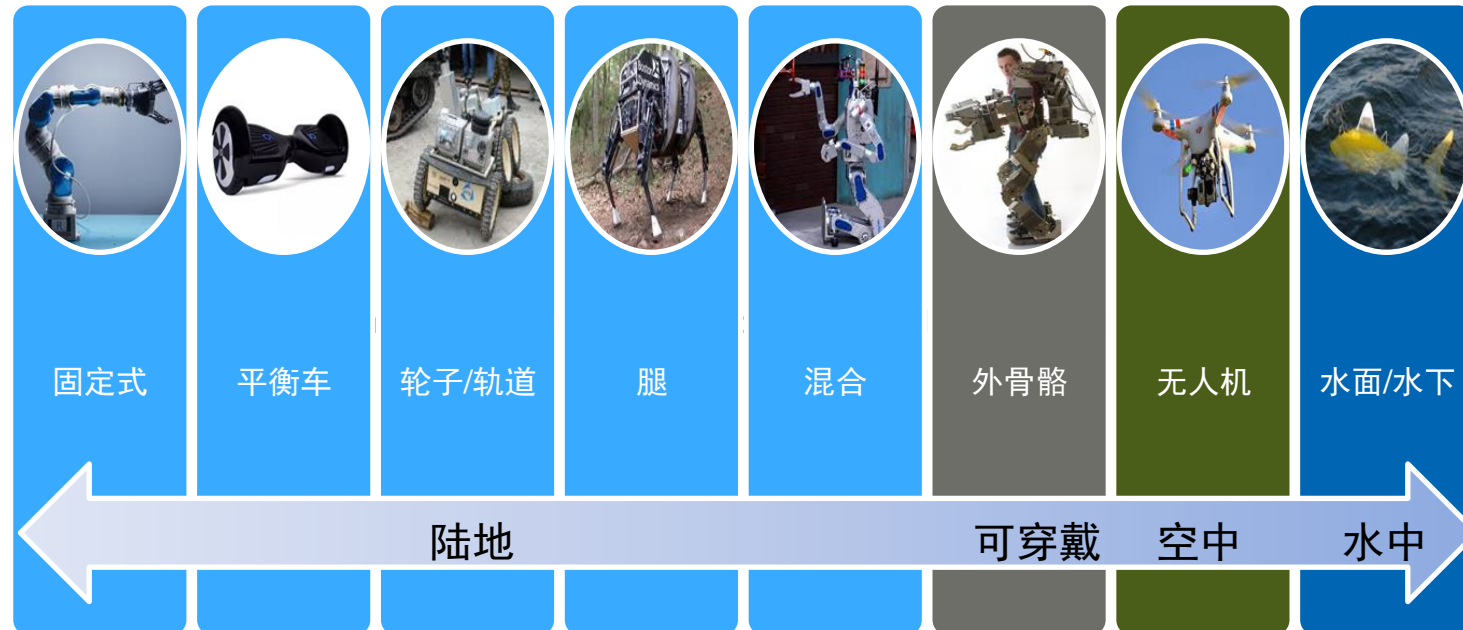 固定式
平衡车
轮子/轨道
腿
混合
外骨骼
无人机
水面/水下
陆地
可穿戴
空中
水中